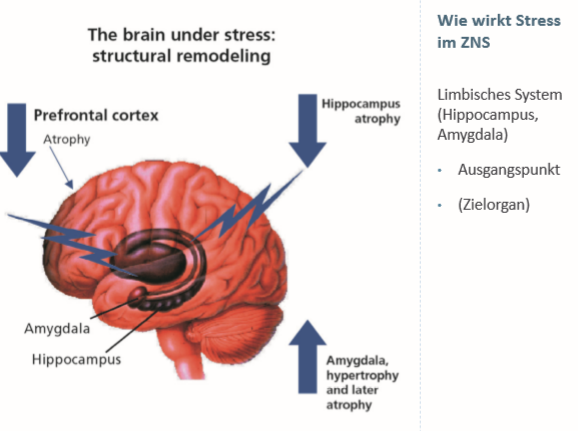 The brain under stress:
structural remodeling
Prefrontal cortex
Atrophy
Hippocampus
atrophy
Amygdala
Hippocampus
Amygdala,
hypertrophy
and later
atrophy
Wie wirkt Stress
im ZNS
Limbisches System
(Hippocampus,
Amygdala)
• Ausgangspunkt
• (Zielorgan)